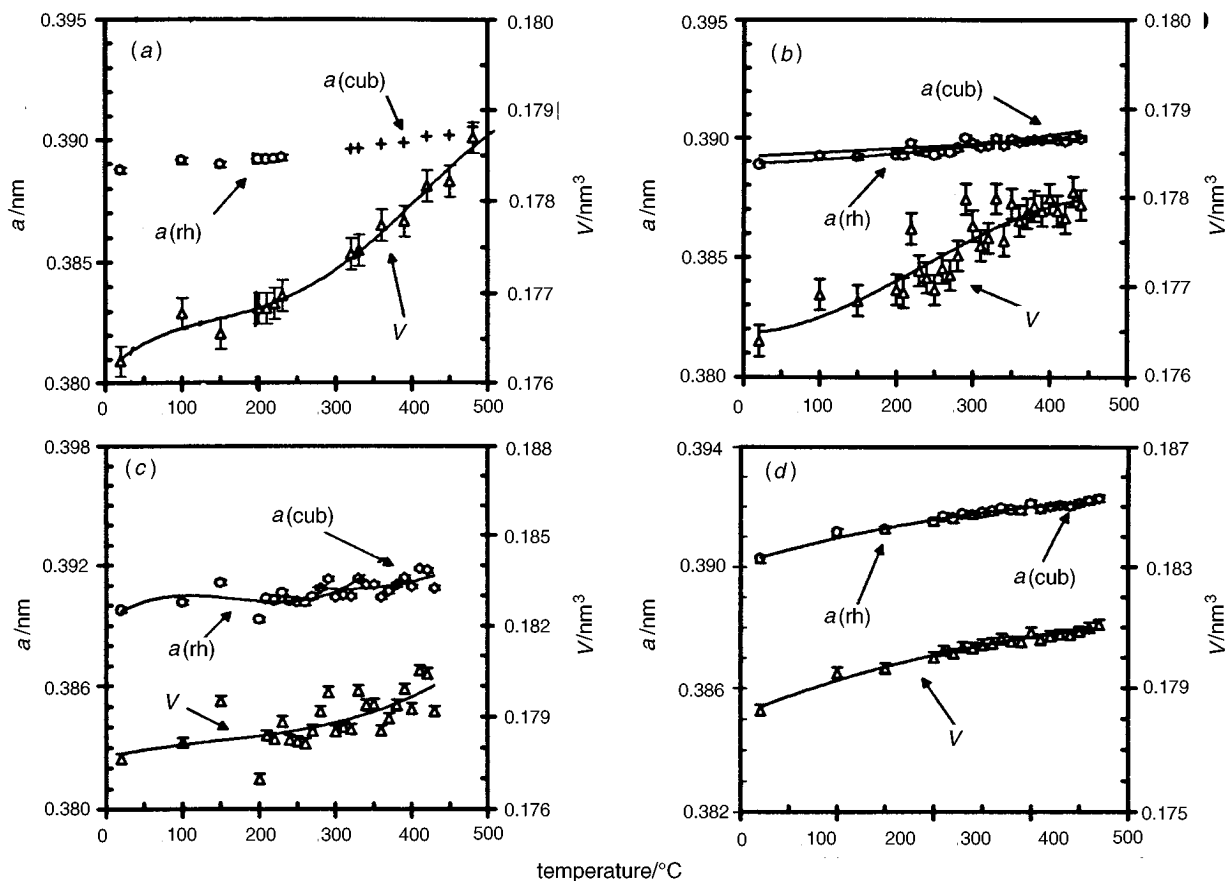 (a)
0.395
0.390
0.385
0.380
a/nm
0.180
0.179
0.178
0.177
0.176
V/nm³
a(cub)
a(rh)
V
0 100 200 300 400 500
(b)
0.395
0.390
0.385
0.380
a/nm
0.180
0.179
0.178
0.177
0.176
V/nm³
a(cub)
a(rh)
V
0 100 200 300 400 500
(c)
0.398
0.392
0.386
0.380
a/nm
0.188
0.185
0.182
0.179
0.176
V/nm³
a(cub)
a(rh)
V
0 100 200 300 400 500
(d)
0.394
0.390
0.386
0.382
a/nm
0.187
0.183
0.179
0.175
V/nm³
a(cub)
a(rh)
V
0 100 200 300 400 500
temperature/°C